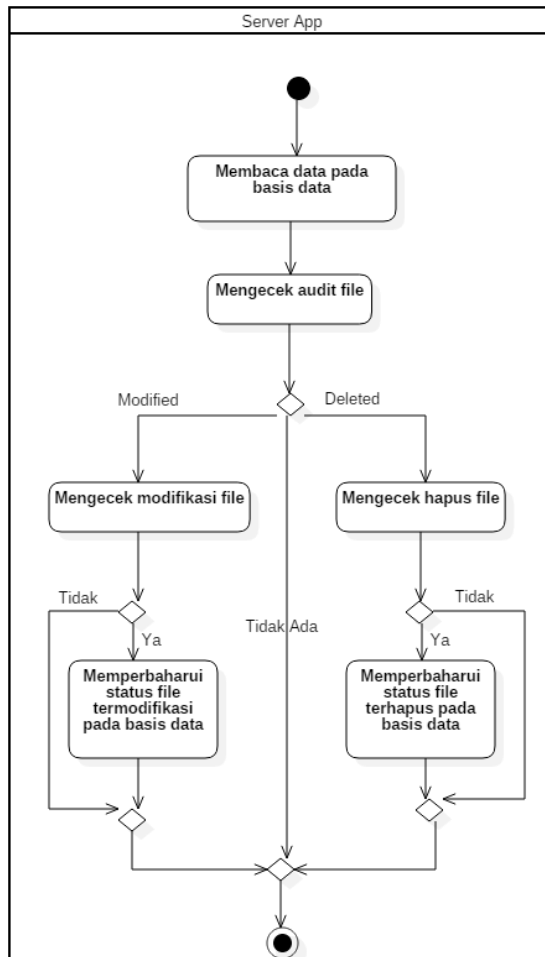 Server App
Membaca data pada
basis data
Mengecek audit file
Modified
Deleted
Mengecek modifikasi file
Mengecek hapus file
Tidak
Tidak
Tidak Ada
Ya
Ya
Memperbaharui
status file
termodifikasi
pada basis data
Memperbaharui
status file
terhapus pada
basis data